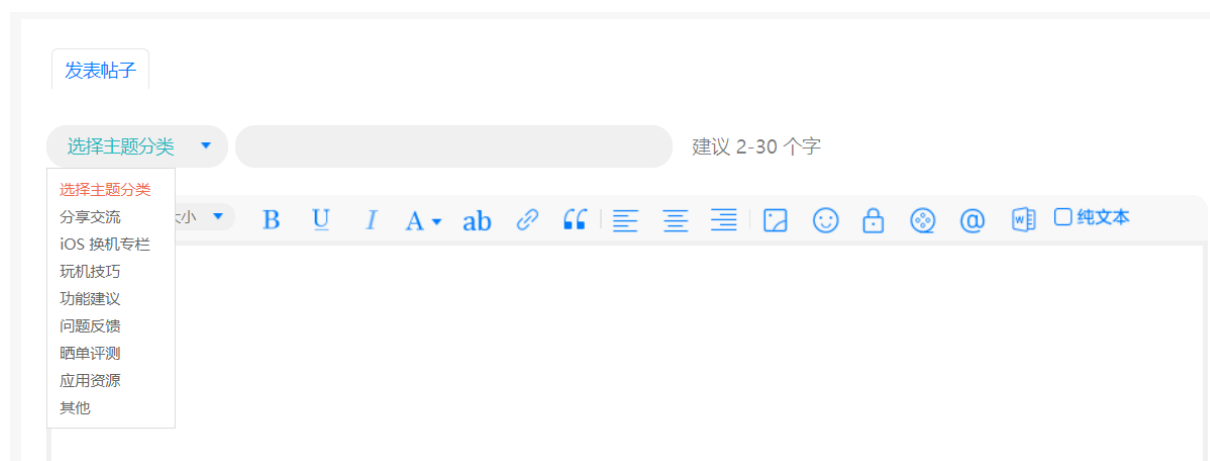 发表帖子
选择主题分类
建议 2-30 个字
选择主题分类
分享交流
iOS 换机专栏
玩机技巧
功能建议
问题反馈
晒单评测
应用资源
其他
大小 B U I A ab @ W 纯文本